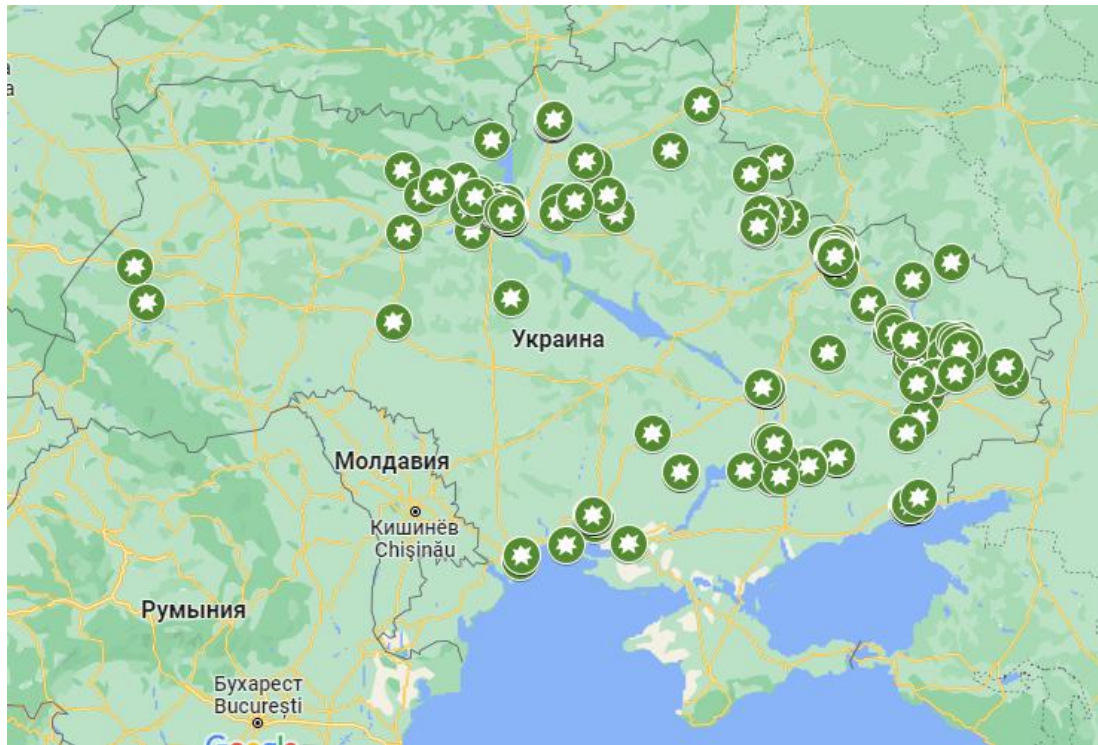 а
Украина
Молдавия
Кишинёв
Chișinău
Румыния
Бухарест
București
Google